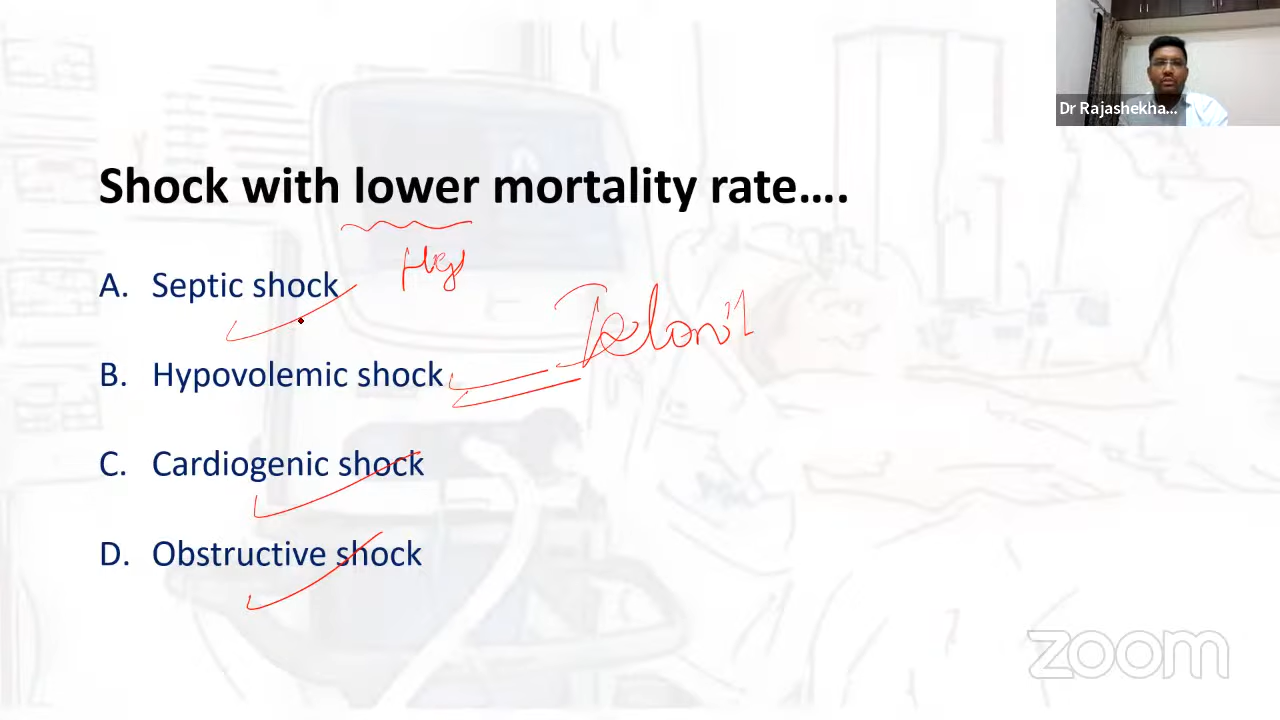 Dr Rajashekha...
Shock with lower mortality rate....
A. Septic shock
B. Hypovolemic shock
C. Cardiogenic shock
D. Obstructive shock
zoom